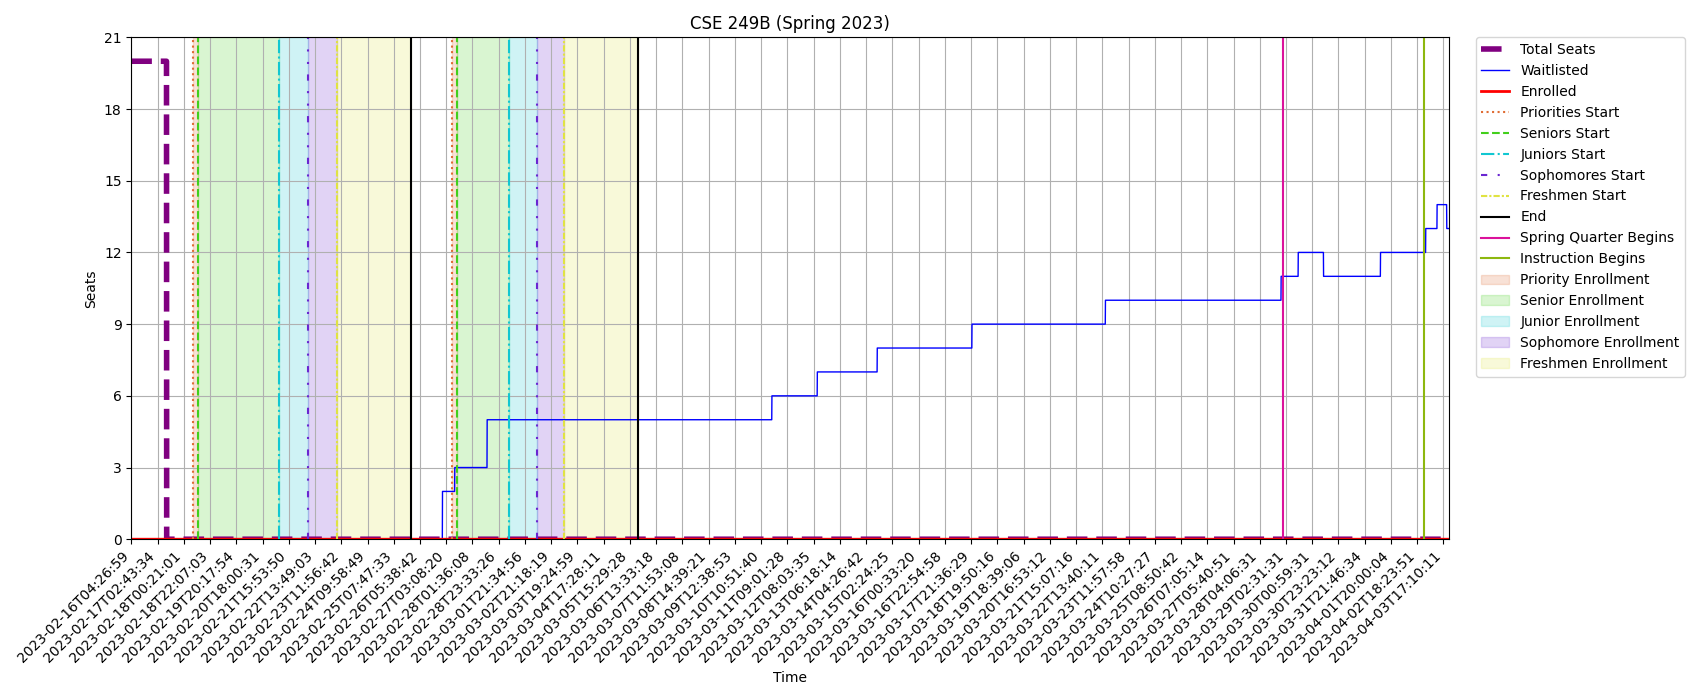 CSE 249B (Spring 2023)
21
18
15
12
9
6
3
0
Seats
2023-02-16T04:26:59
2023-02-17T02:43:34
2023-02-18T00:21:01
2023-02-18T22:07:03
2023-02-19T20:17:54
2023-02-20T18:00:31
2023-02-21T15:53:50
2023-02-22T13:49:03
2023-02-23T11:56:42
2023-02-24T09:58:49
2023-02-25T07:47:33
2023-02-26T05:38:42
2023-02-27T03:08:20
2023-02-28T01:36:08
2023-02-28T23:33:26
2023-03-01T21:34:56
2023-03-02T21:18:19
2023-03-03T19:24:59
2023-03-04T17:28:11
2023-03-05T15:29:28
2023-03-06T13:33:18
2023-03-07T11:53:08
2023-03-08T14:39:21
2023-03-09T12:38:53
2023-03-10T10:51:40
2023-03-11T09:01:28
2023-03-12T08:03:35
2023-03-13T06:18:14
2023-03-14T04:26:42
2023-03-15T02:24:25
2023-03-16T00:33:20
2023-03-16T22:54:58
2023-03-17T21:36:29
2023-03-18T19:50:16
2023-03-19T18:39:06
2023-03-20T16:53:12
2023-03-21T15:07:16
2023-03-22T13:40:11
2023-03-23T11:57:58
2023-03-24T10:27:27
2023-03-25T08:50:42
2023-03-26T07:05:14
2023-03-27T05:40:51
2023-03-28T04:06:31
2023-03-29T02:31:31
2023-03-30T00:59:31
2023-03-30T23:23:12
2023-03-31T21:46:34
2023-04-01T20:00:04
2023-04-02T18:23:51
2023-04-03T17:10:11
Time
Total Seats
Waitlisted
Enrolled
Priorities Start
Seniors Start
Juniors Start
Sophomores Start
Freshmen Start
End
Spring Quarter Begins
Instruction Begins
Priority Enrollment
Senior Enrollment
Junior Enrollment
Sophomore Enrollment
Freshmen Enrollment